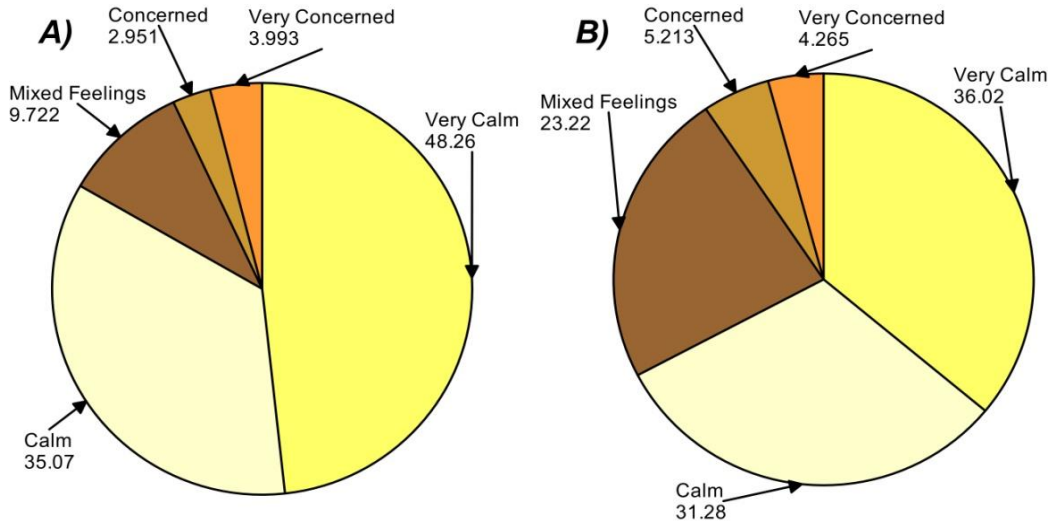 A)
Concerned
2.951
Very Concerned
3.993
Mixed Feelings
9.722
Very Calm
48.26
Calm
35.07
B)
Concerned
5.213
Very Concerned
4.265
Very Calm
36.02
Mixed Feelings
23.22
Calm
31.28